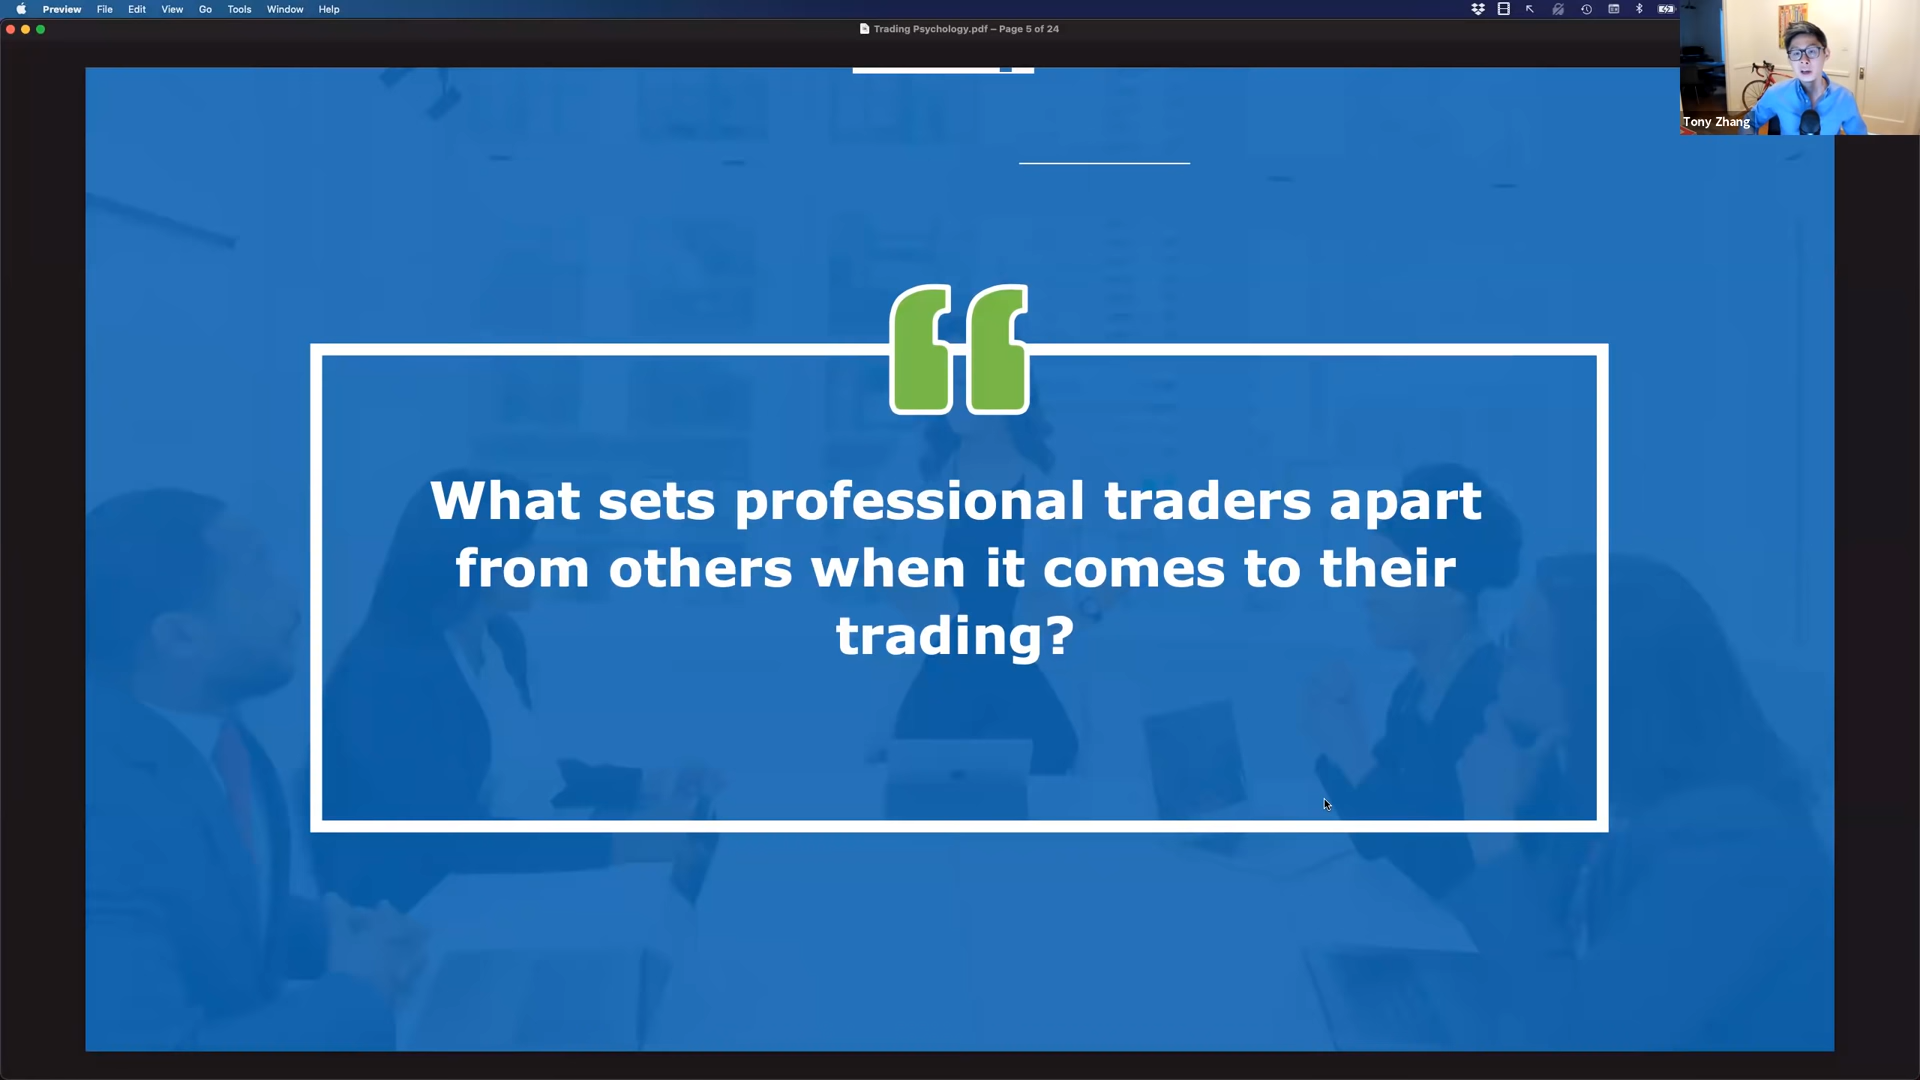 Preview File Edit View Go Tools Window Help
Trading Psychology.pdf – Page 5 of 24
Tony Zhang
What sets professional traders apart
from others when it comes to their
trading?